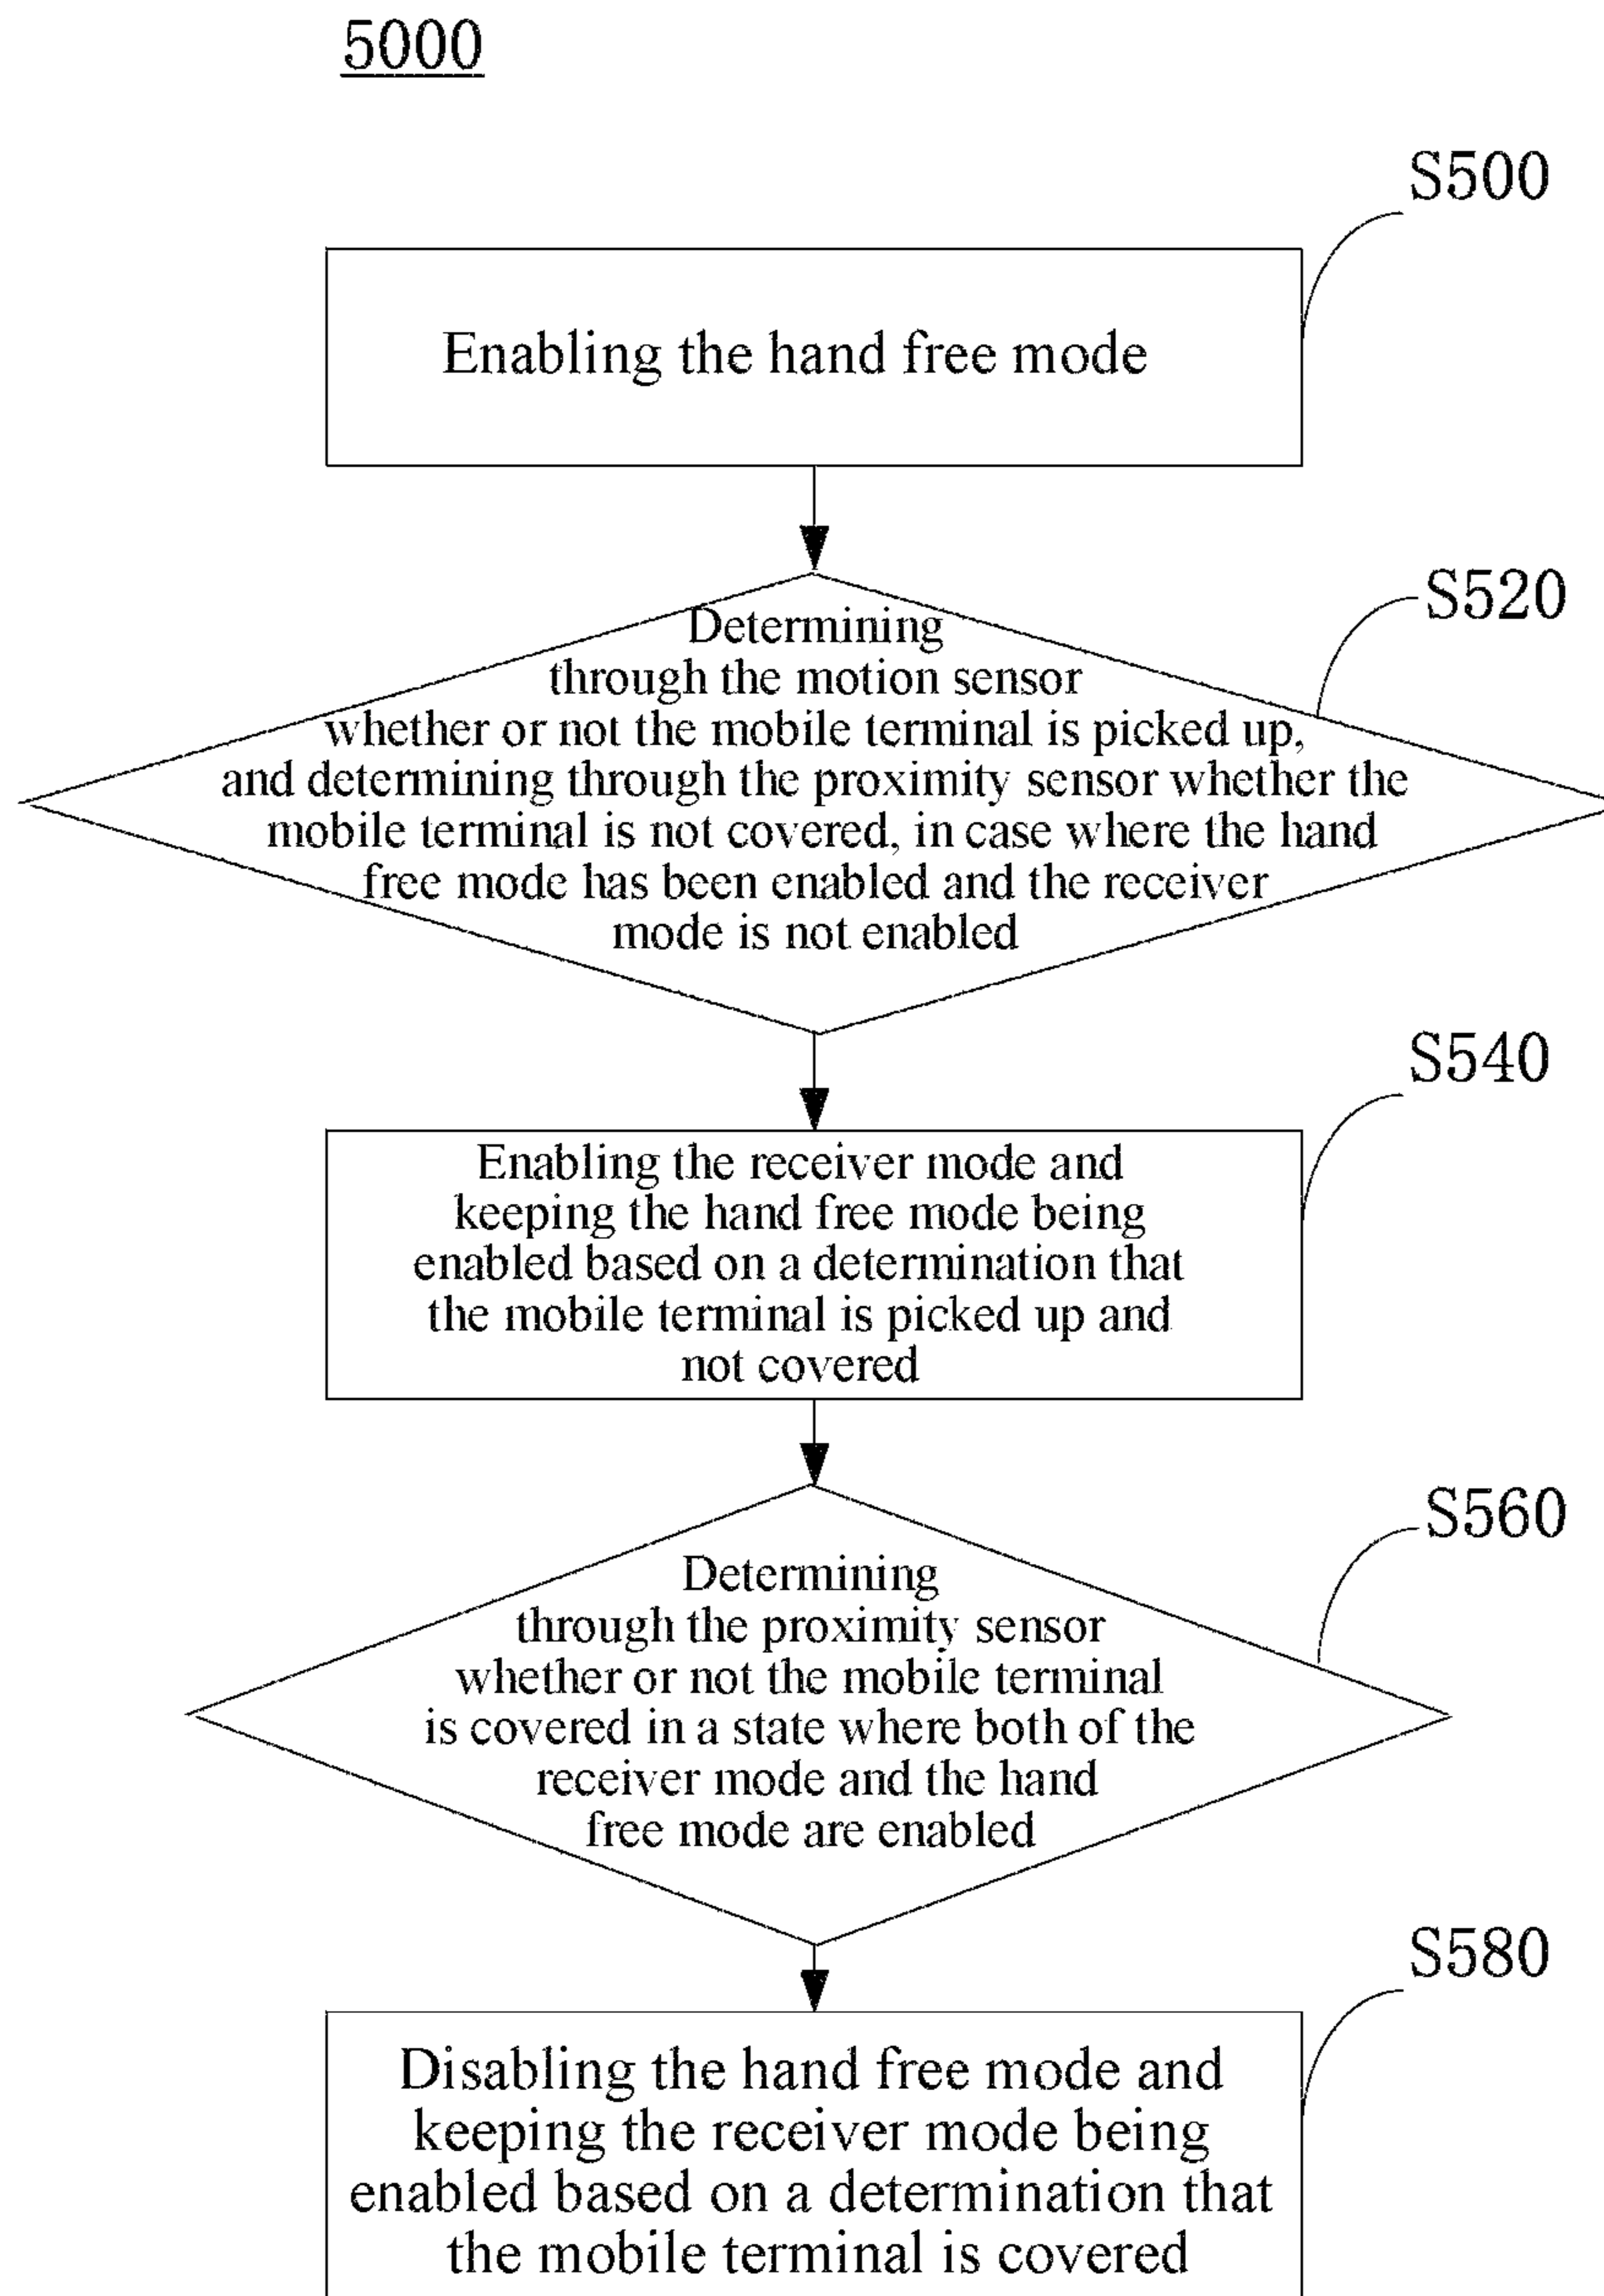 5000
S500
Enabling the hand free mode
S520
Determining
through the motion sensor
whether or not the mobile terminal is picked up,
and determining through the proximity sensor whether the
mobile terminal is not covered, in case where the hand
free mode has been enabled and the receiver
mode is not enabled
S540
Enabling the receiver mode and
keeping the hand free mode being
enabled based on a determination that
the mobile terminal is picked up and
not covered
S560
Determining
through the proximity sensor
whether or not the mobile terminal
is covered in a state where both of the
receiver mode and the hand
free mode are enabled
S580
Disabling the hand free mode and
keeping the receiver mode being
enabled based on a determination that
the mobile terminal is covered